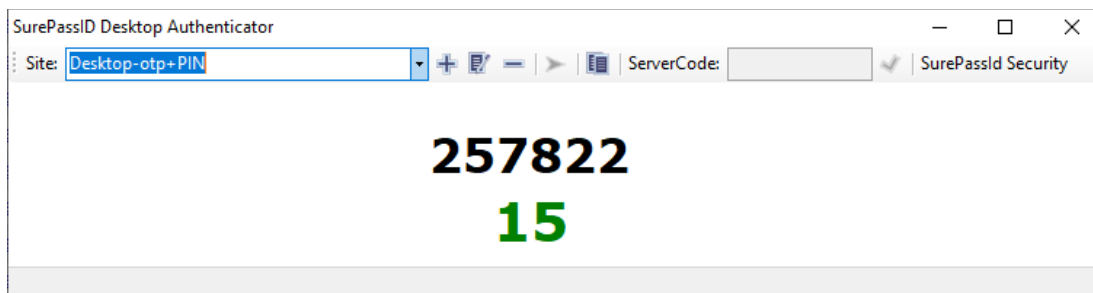 SurePassID Desktop Authenticator
Site: Desktop-otp+PIN ServerCode: SurePassId Security
257822
15